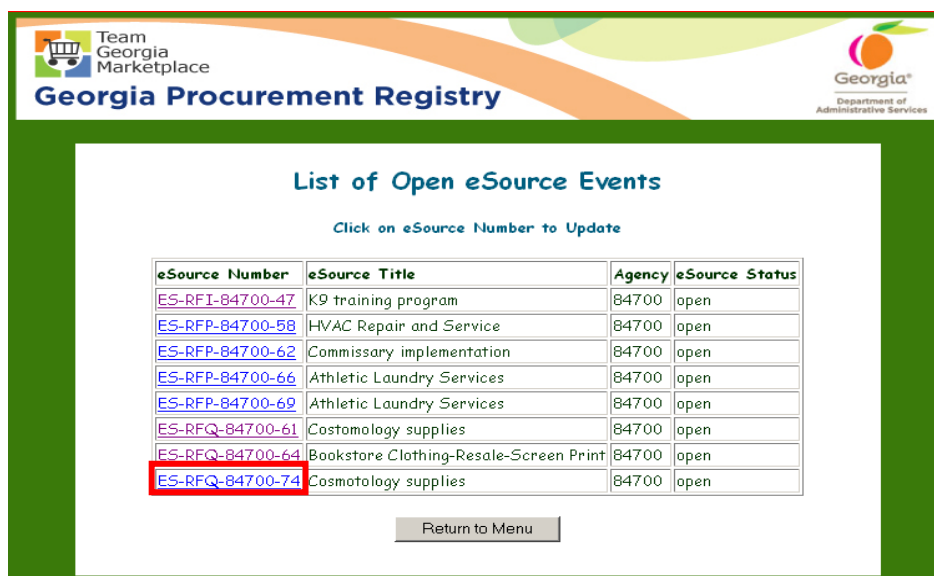 Team
Georgia
Marketplace
Georgia Procurement Registry
Georgia®
Department of
Administrative Services
List of Open eSource Events
Click on eSource Number to Update
eSource Number eSource Title Agency eSource Status
ES-RFI-84700-47 K9 training program 84700 open
ES-RFP-84700-58 HVAC Repair and Service 84700 open
ES-RFP-84700-62 Commissary implementation 84700 open
ES-RFP-84700-66 Athletic Laundry Services 84700 open
ES-RFP-84700-69 Athletic Laundry Services 84700 open
ES-RFQ-84700-61 Costomology supplies 84700 open
ES-RFQ-84700-64 Bookstore Clothing-Resale-Screen Print 84700 open
ES-RFQ-84700-74 Cosmotology supplies 84700 open
Return to Menu